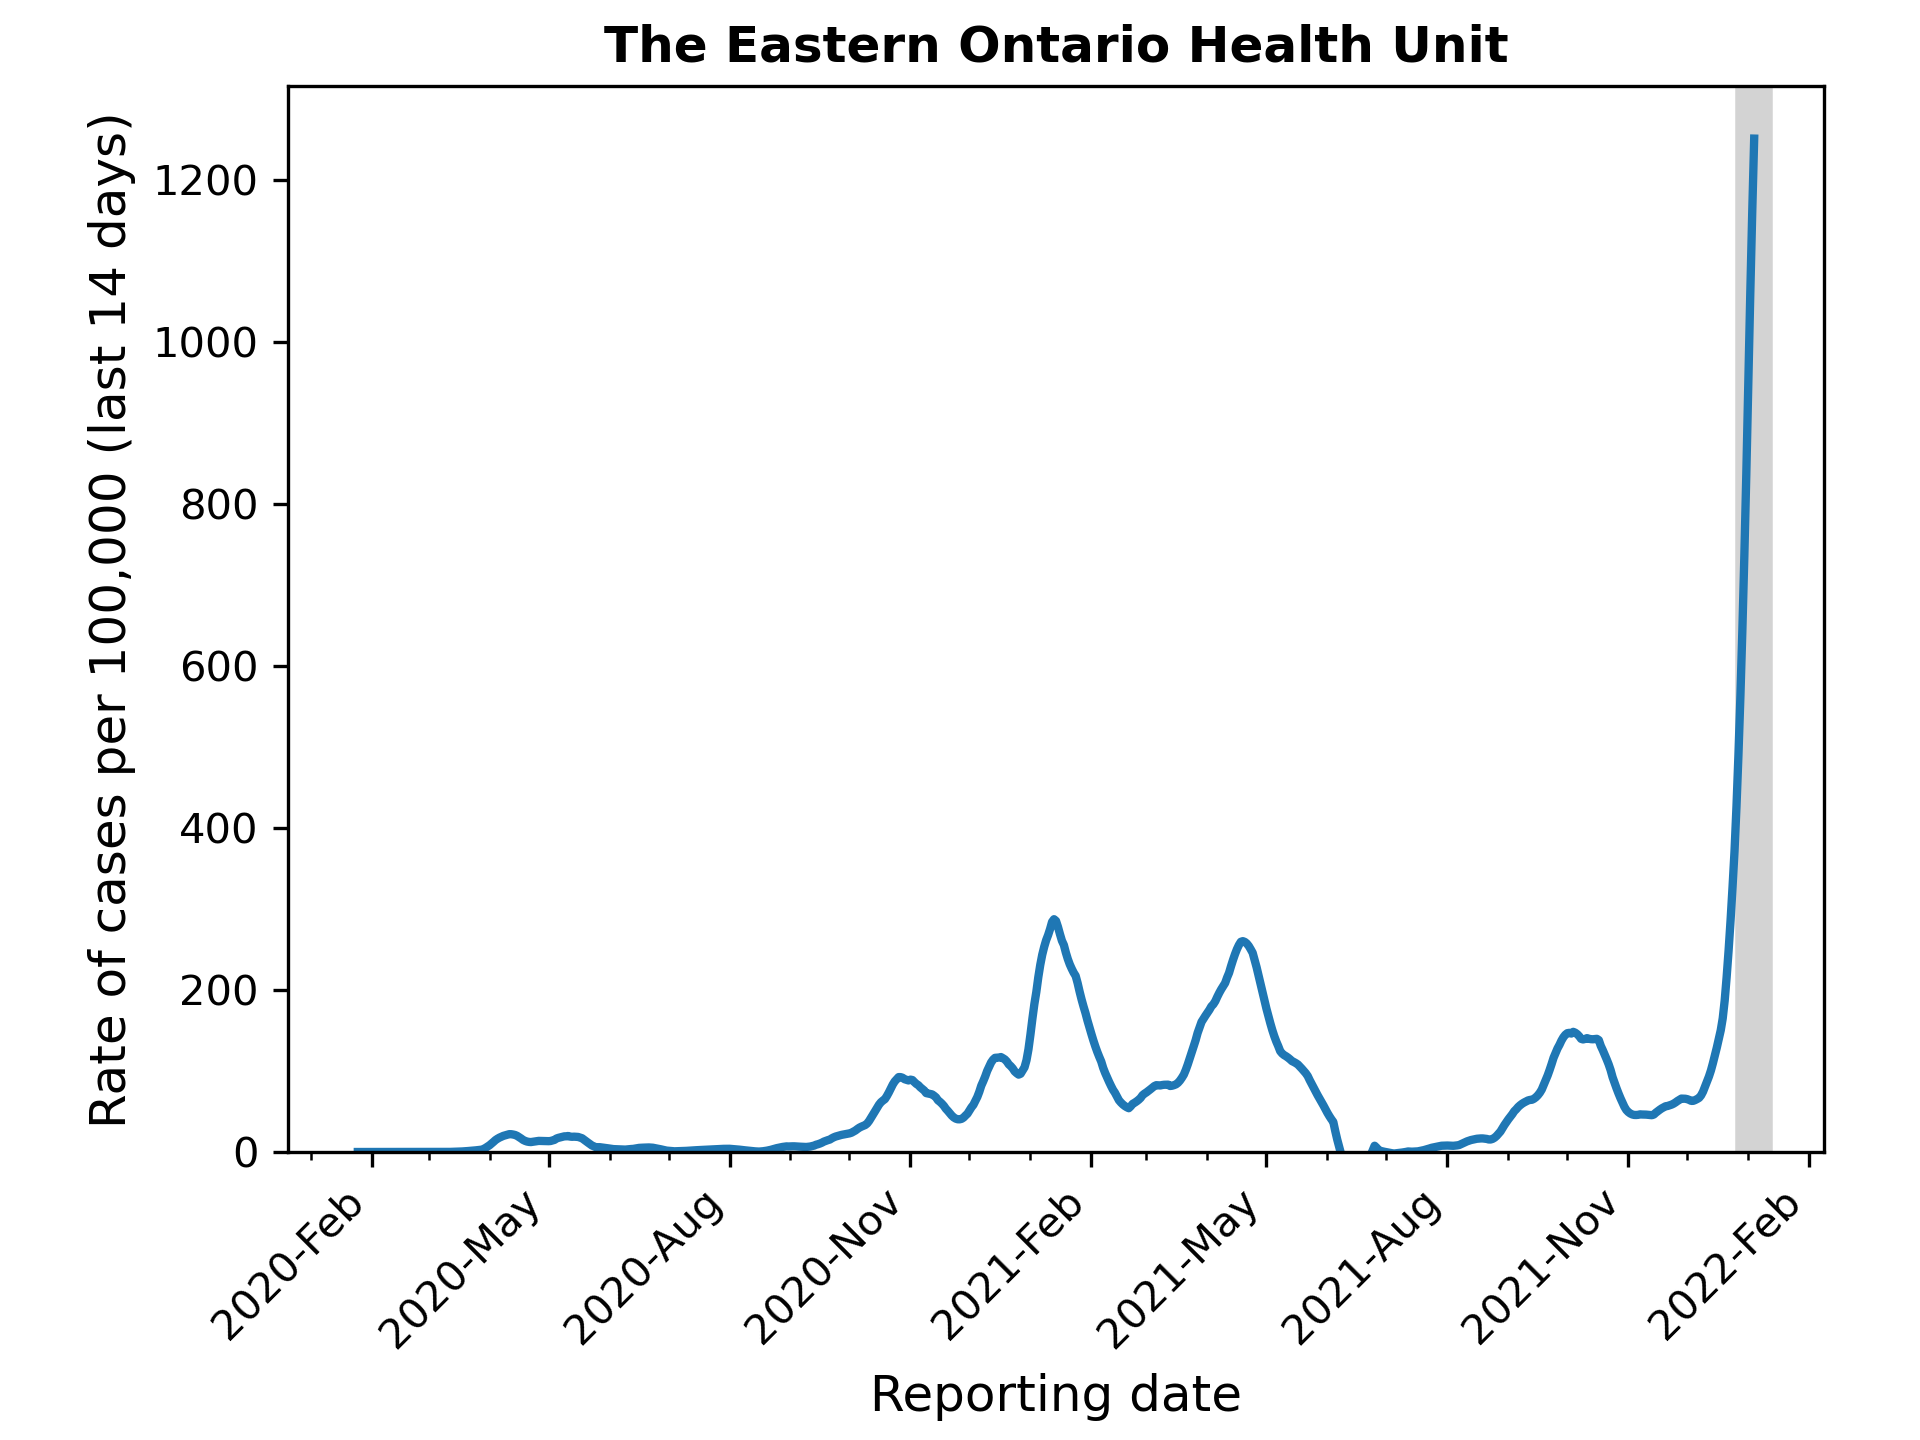 The Eastern Ontario Health Unit
Rate of cases per 100,000 (last 14 days)
1200
1000
800
600
400
200
0
2020-Feb
2020-May
2020-Aug
2020-Nov
2021-Feb
2021-May
2021-Aug
2021-Nov
2022-Feb
Reporting date